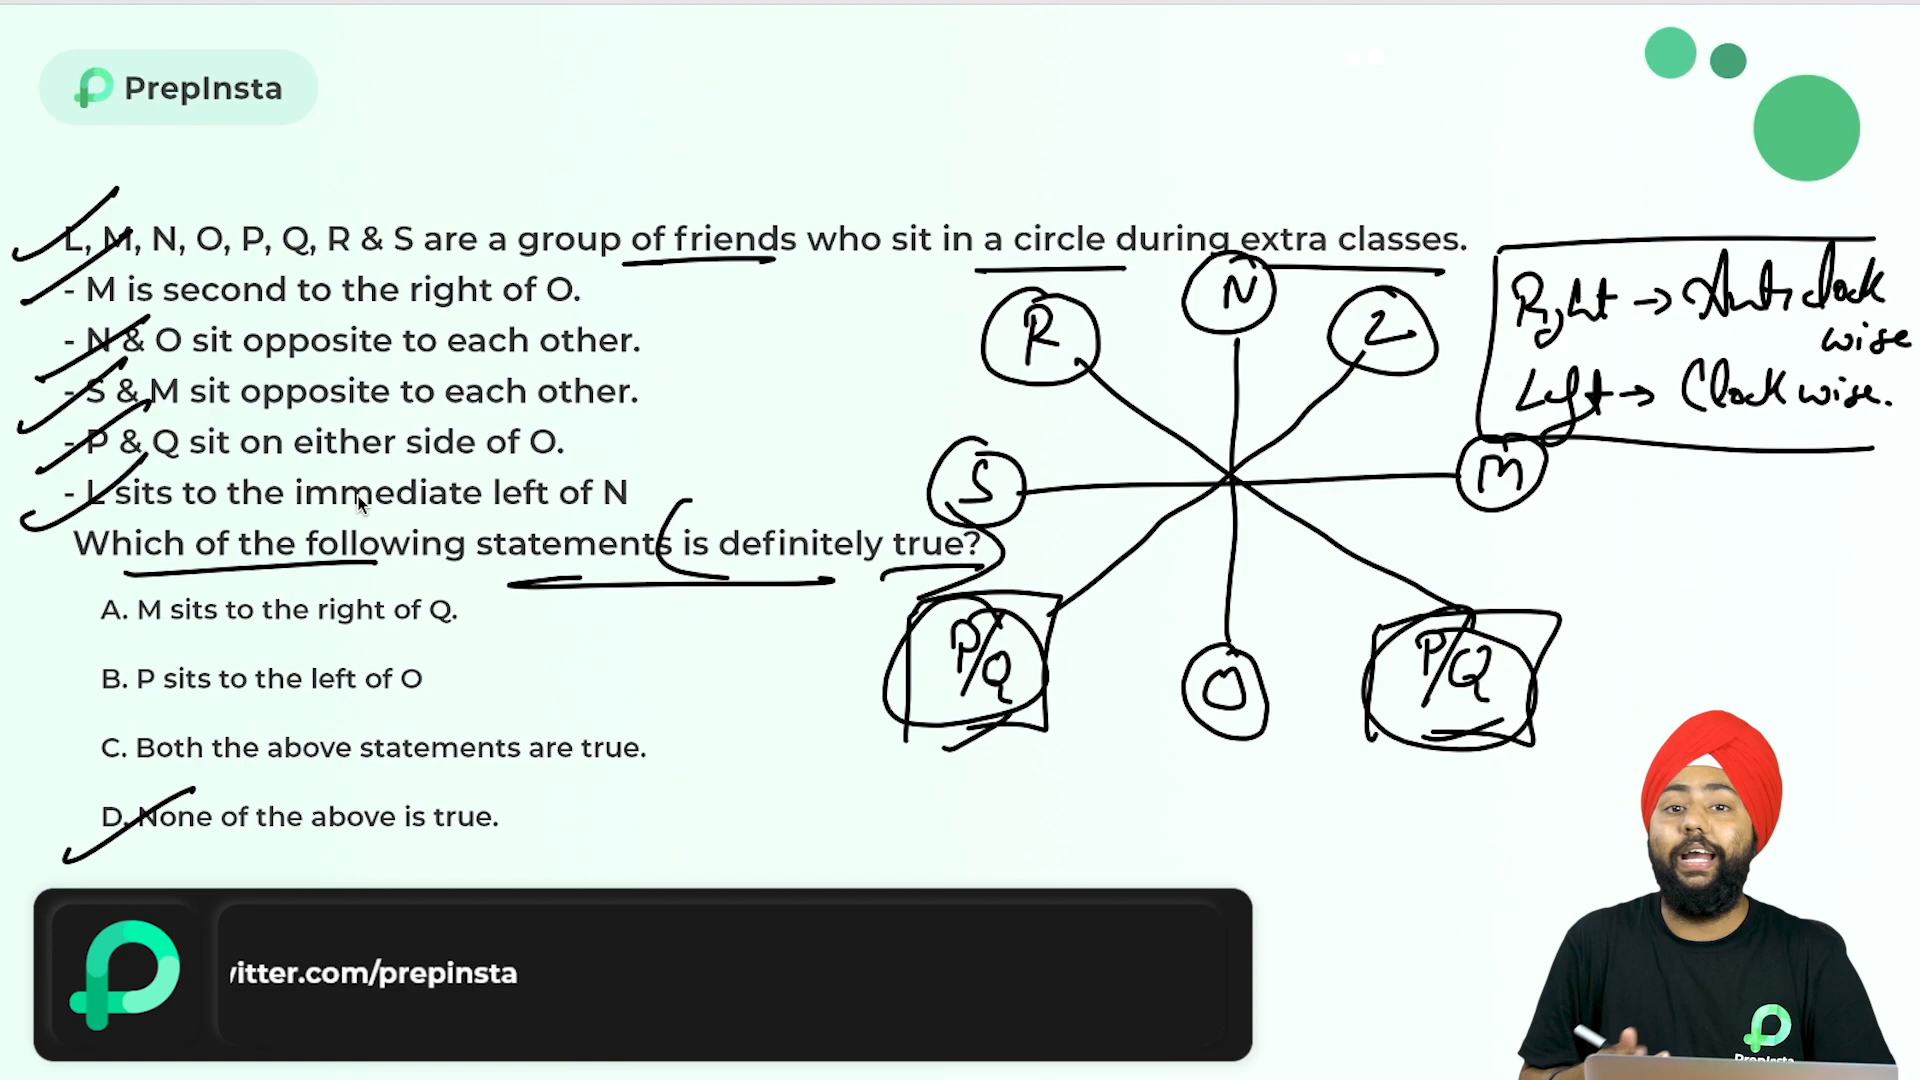 PrepInsta
L, M, N, O, P, Q, R & S are a group of friends who sit in a circle during extra classes.
- M is second to the right of O.
- N & O sit opposite to each other.
- S & M sit opposite to each other.
- P & Q sit on either side of O.
- L sits to the immediate left of N
Which of the following statements is definitely true?
A. M sits to the right of Q.
B. P sits to the left of O
C. Both the above statements are true.
D. None of the above is true.
N
R
L
S
M
P/Q
O
P/Q
Right → Anticlock
wise
Left → Clockwise.
witter.com/prepinsta
PrepInsta